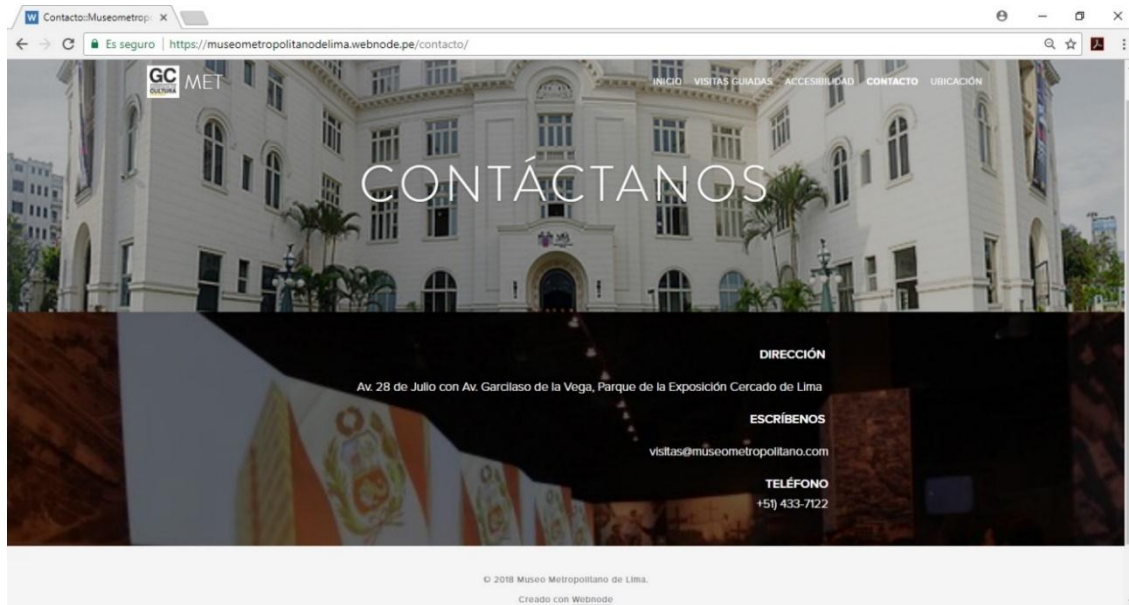 Contacto::Museometrop
Es seguro | https://museometropolitanodelima.webnode.pe/contacto/
GC CULTURA MET
INICIO VISITAS GUIADAS ACCESIBILIDAD CONTACTO UBICACIÓN
CONTÁCTANOS
DIRECCIÓN
Av. 28 de Julio con Av. Garcilaso de la Vega, Parque de la Exposición Cercado de Lima
ESCRÍBENOS
visitas@museometropolitano.com
TELÉFONO
+51) 433-7122
© 2018 Museo Metropolitano de Lima.
Creado con Webnode